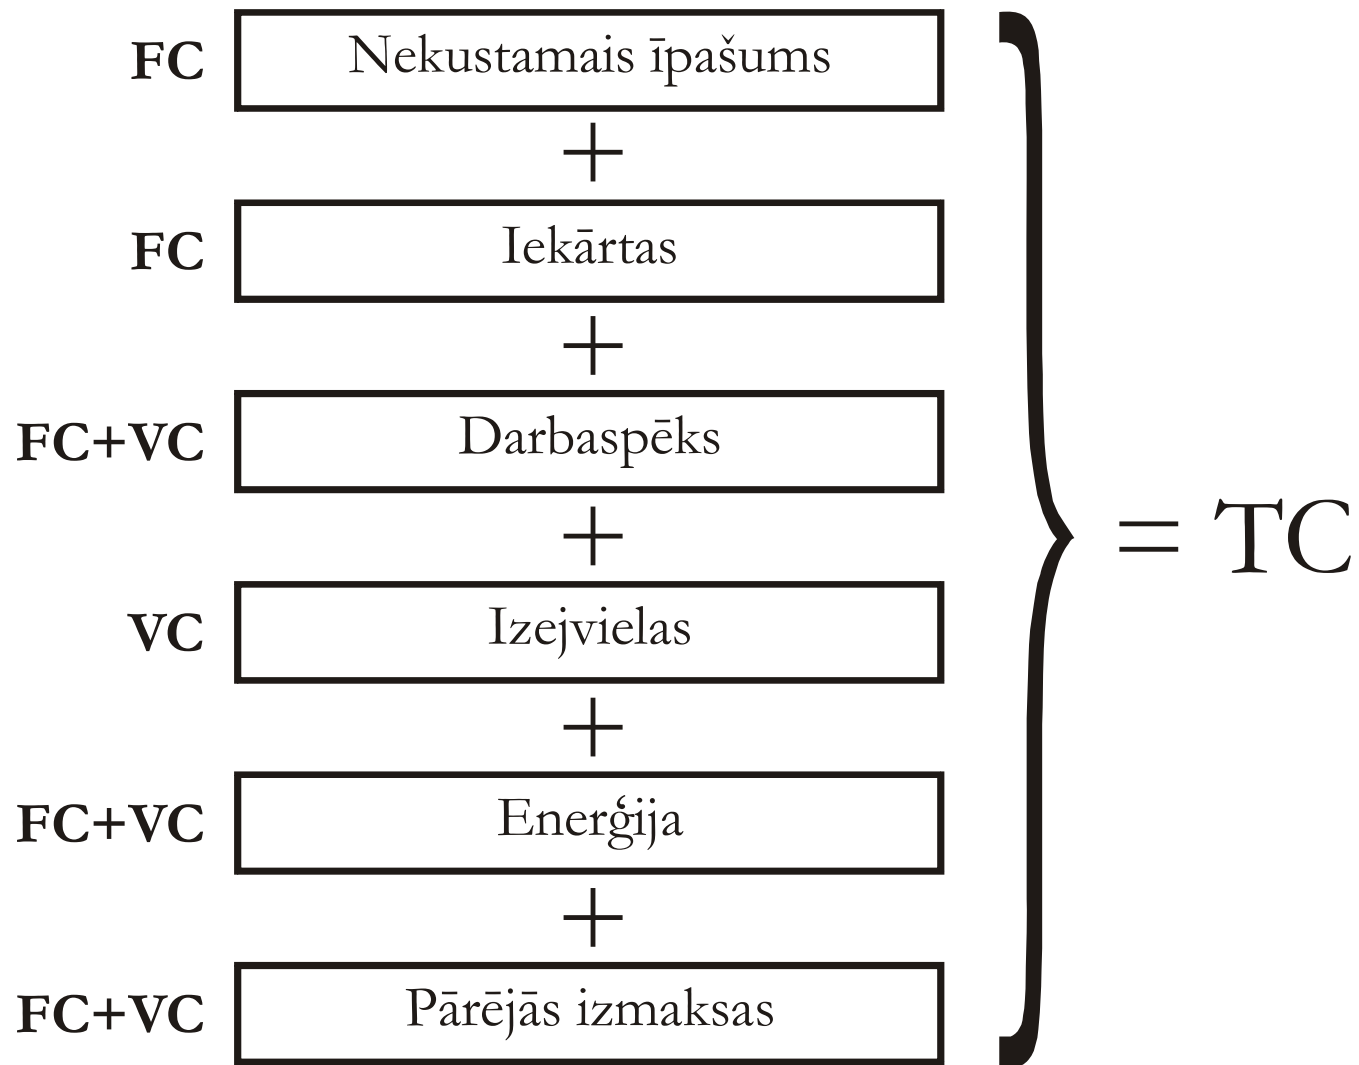 FC Nekustamais īpašums
+
FC Iekārtas
+
FC+VC Darbaspēks
+
= TC
VC Izejvielas
+
FC+VC Enerģija
+
FC+VC Pārējās izmaksas